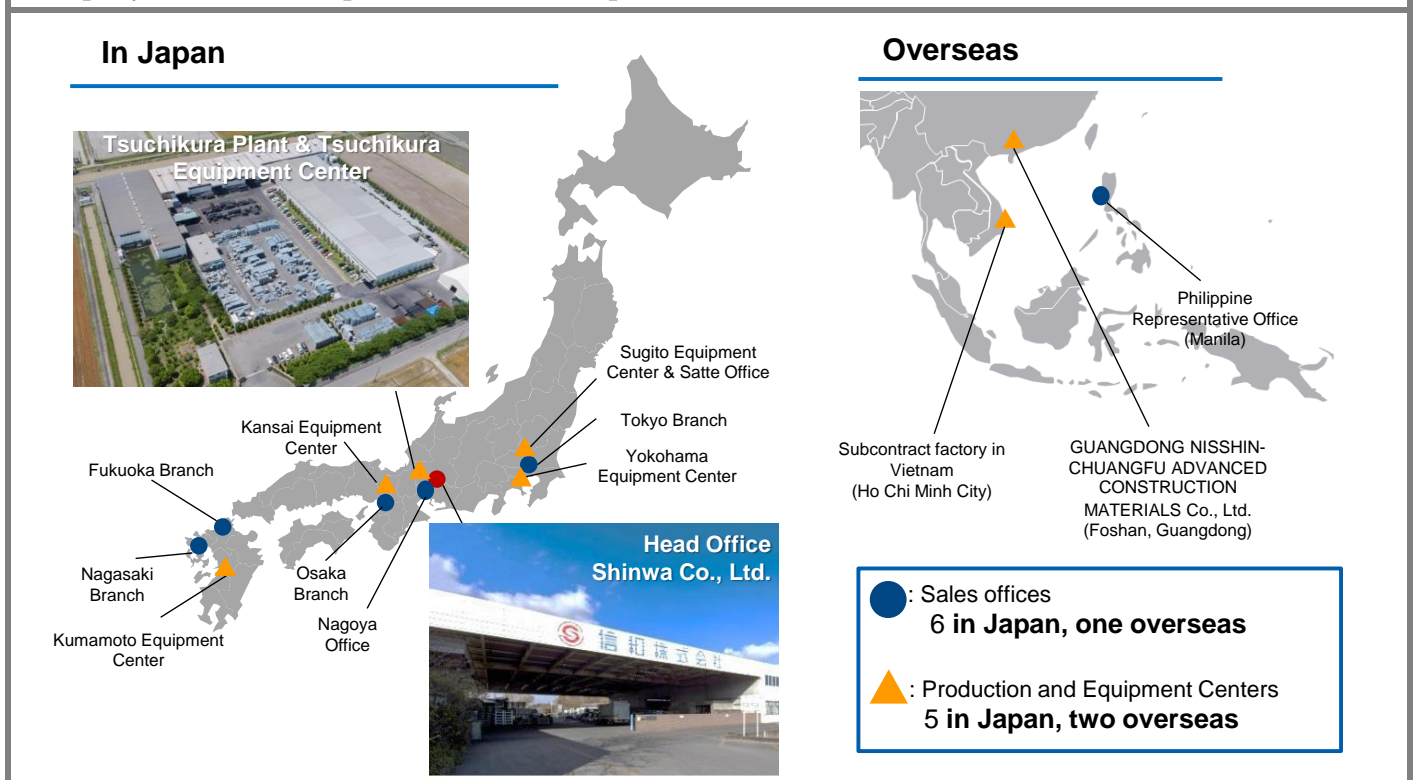 In Japan
Overseas
Tsuchikura Plant & Tsuchikura
Equipment Center
Sugito Equipment
Center & Satte Office
Tokyo Branch
Yokohama
Equipment Center
Kansai Equipment
Center
Fukuoka Branch
Nagasaki
Branch
Kumamoto Equipment
Center
Osaka
Branch
Nagoya
Office
Head Office
Shinwa Co., Ltd.
信和株式会社
Philippine
Representative Office
(Manila)
Subcontract factory in
Vietnam
(Ho Chi Minh City)
GUANGDONG NISSHIN-
CHUANGFU ADVANCED
CONSTRUCTION
MATERIALS Co., Ltd.
(Foshan, Guangdong)
: Sales offices
6 in Japan, one overseas
: Production and Equipment Centers
5 in Japan, two overseas